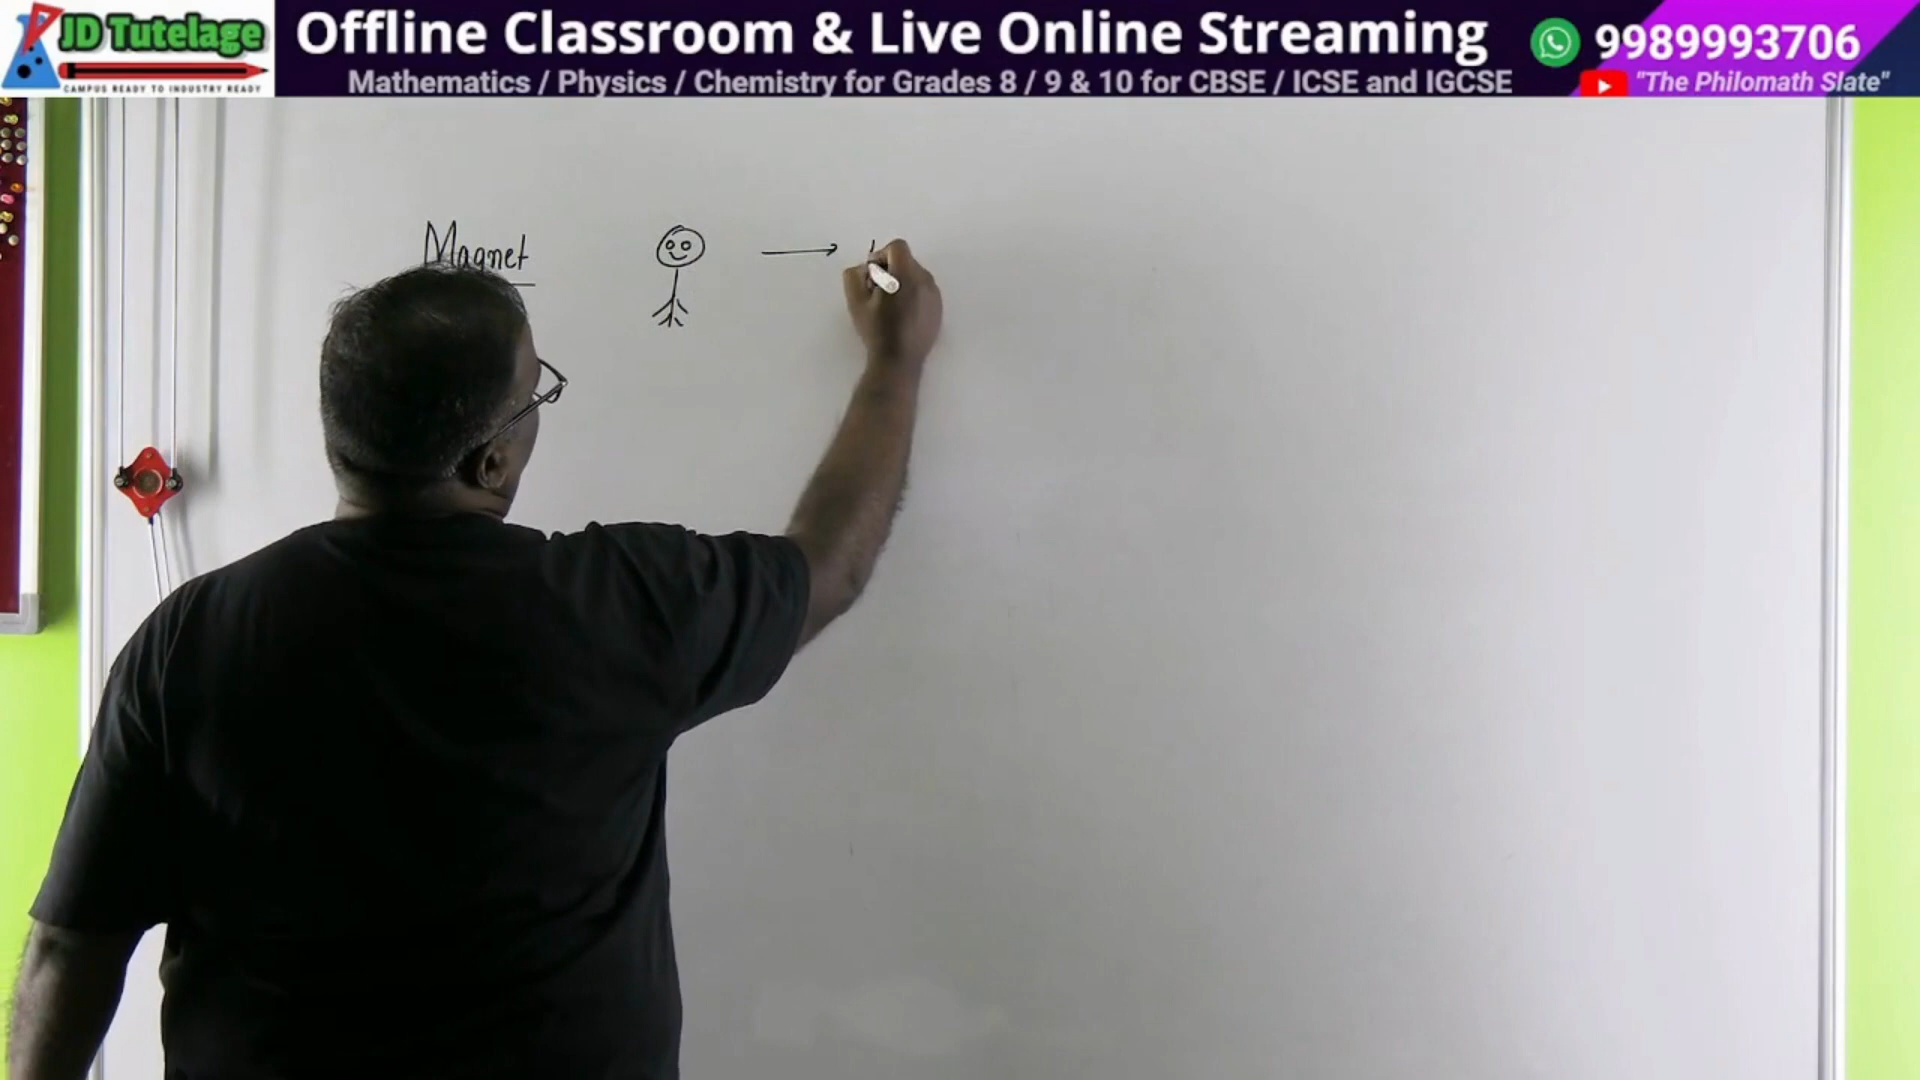 JD Tutelage
CAMPUS READY TO INDUSTRY READY
Offline Classroom & Live Online Streaming
9989993706
Mathematics / Physics / Chemistry for Grades 8 / 9 & 10 for CBSE / ICSE and IGCSE
"The Philomath Slate"
Magnet